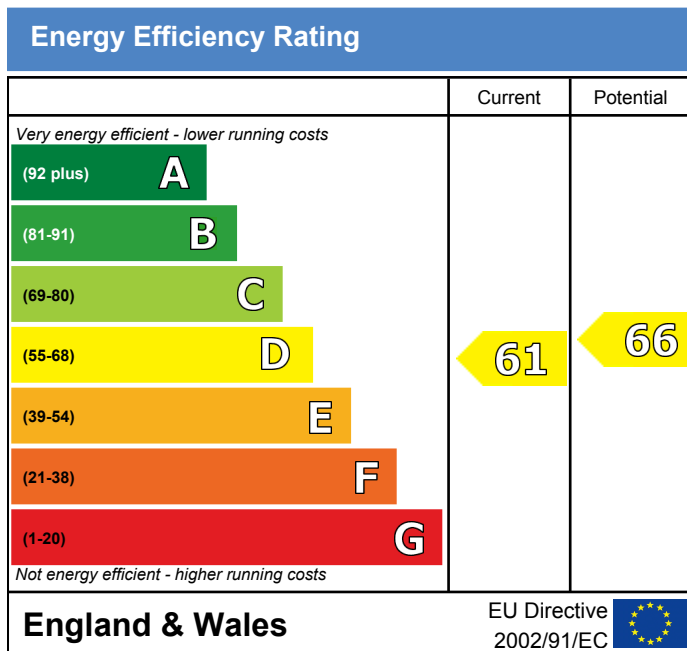 Energy Efficiency Rating
Current Potential
Very energy efficient - lower running costs
(92 plus) A
(81-91) B
(69-80) C
(55-68) D 61 66
(39-54) E
(21-38) F
(1-20) G
Not energy efficient - higher running costs
England & Wales
EU Directive
2002/91/EC